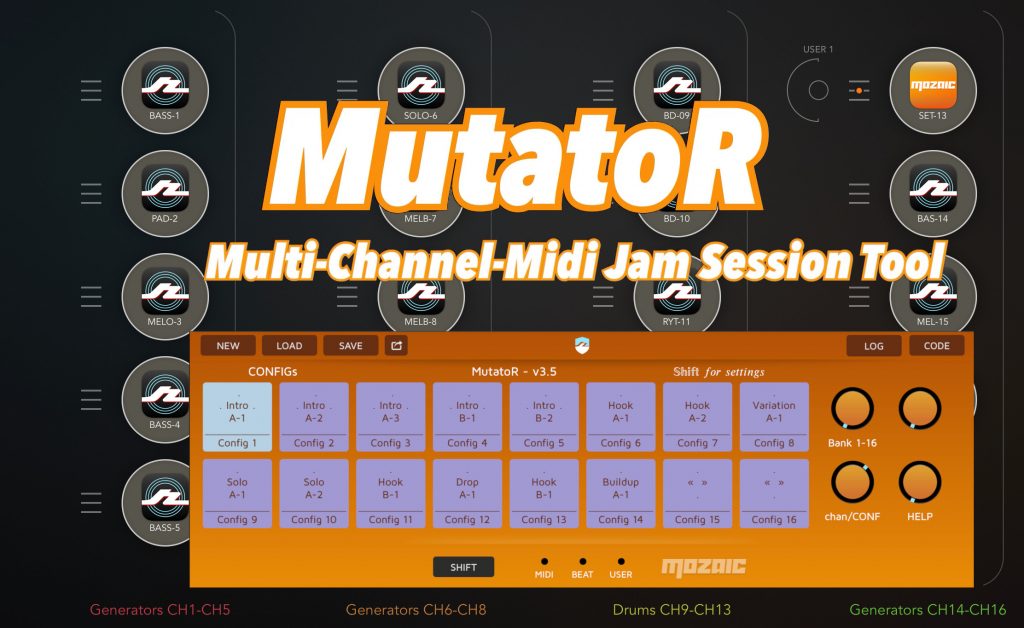 USER 1
BASS-1
SOLO-6
BD-09
mozaic
SET-13
MutatoR
PAD-2
MELB-7
BD-10
BAS-14
Multi-Channel-Midi Jam Session Tool
MELO-3
MELB-8
RYT-11
MEL-15
BASS-4
BASS-5
NEW LOAD SAVE LOG CODE
CONFIGs MutatoR - v3.5 Shift for settings
. Intro .
A-1
Config 1
. Intro .
A-2
Config 2
. Intro .
A-3
Config 3
. Intro .
B-1
Config 4
. Intro .
B-2
Config 5
Hook
A-1
Config 6
Hook
A-2
Config 7
Variation
A-1
Config 8
Bank 1-16
Solo
A-1
Config 9
Solo
A-2
Config 10
Hook
B-1
Config 11
Drop
A-1
Config 12
Hook
B-1
Config 13
Buildup
A-1
Config 14
« »
.
Config 15
« »
.
Config 16
chan/CONF HELP
SHIFT MIDI BEAT USER mozaic
Generators CH1-CH5 Generators CH6-CH8 Drums CH9-CH13 Generators CH14-CH16